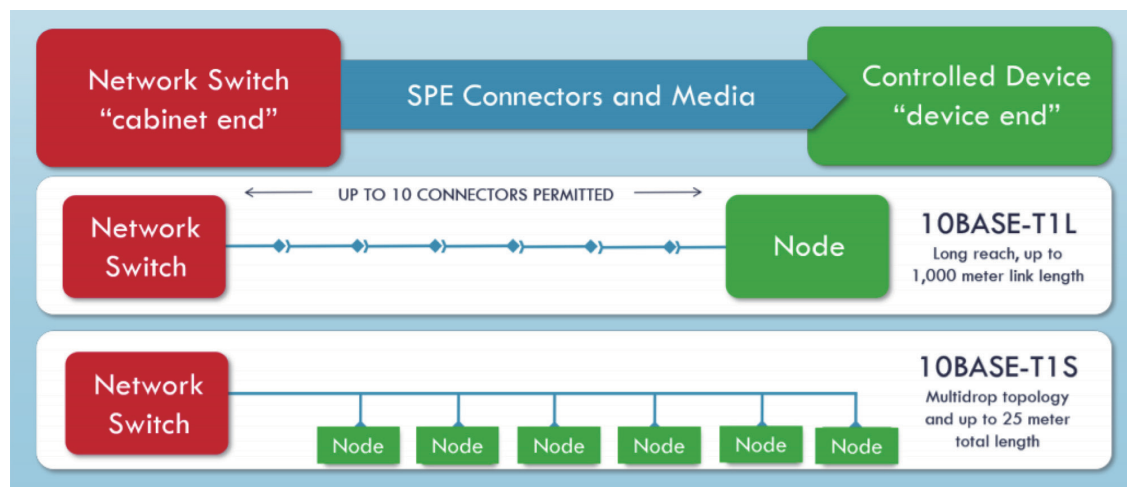 Network Switch
“cabinet end”
SPE Connectors and Media
Controlled Device
“device end”
UP TO 10 CONNECTORS PERMITTED
Network
Switch
Node
10BASE-T1L
Long reach, up to
1,000 meter link length
Network
Switch
Node
Node
Node
Node
Node
Node
10BASE-T1S
Multidrop topology
and up to 25 meter
total length